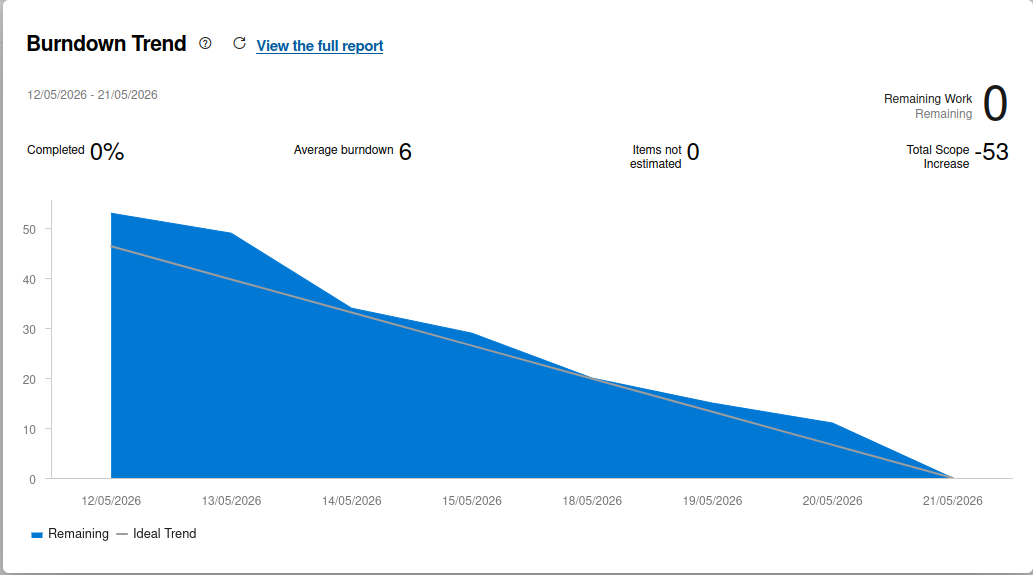 Burndown Trend
View the full report
12/05/2026 - 21/05/2026
Remaining Work
Remaining
0
Completed 0%
Average burndown 6
Items not
estimated
0
Total Scope
Increase
-53
50
40
30
20
10
0
12/05/2026 13/05/2026 14/05/2026 15/05/2026 18/05/2026 19/05/2026 20/05/2026 21/05/2026
Remaining Ideal Trend